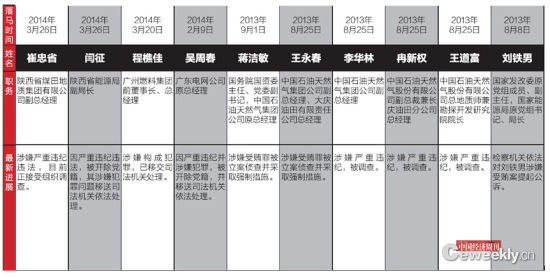 落马时间
2014年3月26日
2014年3月26日
2014年3月20日
2014年2月9日
2013年9月1日
2013年8月25日
2013年8月25日
2013年8月25日
2013年8月25日
2013年8月8日
姓名
崔忠省
闫征
程樵佳
吴周春
蒋洁敏
王永春
李华林
冉新权
王道富
刘铁男
职务
陕西省煤田地质集团有限公司副总经理
陕西省能源局副局长
广州燃料集团前董事长、总经理
广东电网公司原总经理
国务院国资委主任、党委副书记，中国石油天然气集团公司原总经理
中国石油天然气集团公司副总经理、大庆油田有限责任公司总经理
中国石油天然气集团公司副总经理
中国石油天然气股份有限公司副总裁兼长庆油田分公司总经理
中国石油天然气股份有限公司总地质师兼勘探开发研究院院长
国家发改委原党组成员、副主任，国家能源局原党组书记、局长
最新进展
涉嫌严重违纪违法，目前正接受组织调查。
因严重违纪违法，被开除党籍，其涉嫌犯罪问题移送司法机关依法处理。
涉嫌构成犯罪，已移交司法机关处理。
因严重违纪并涉嫌犯罪，被开除党籍，并移送司法机关处理。
涉嫌受贿罪被立案侦查并采取强制措施。
涉嫌受贿罪被立案侦查并采取强制措施。
涉嫌严重违纪，被调查。
涉嫌严重违纪，被调查。
涉嫌严重违纪，被调查。
检察机关依法对刘铁男涉嫌受贿案提起公诉。
中国经济周刊
Ceweekly.cn